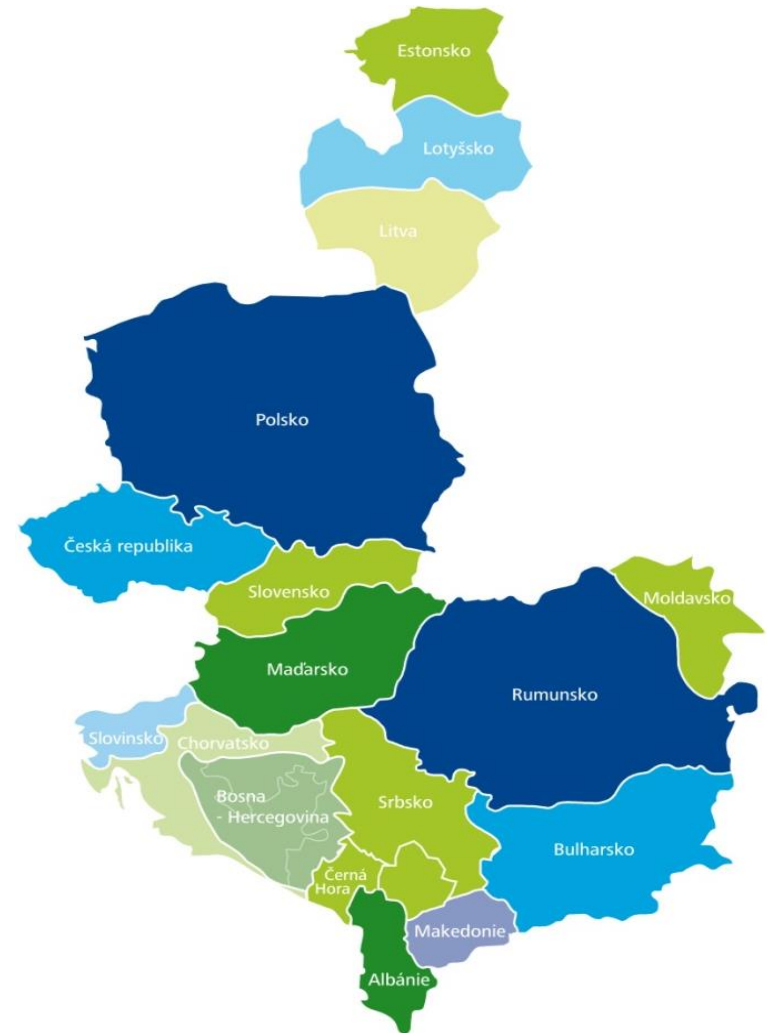 Estonsko
Lotyšsko
Litva
Polsko
Česká republika
Slovensko
Moldavsko
Maďarsko
Rumunsko
Slovinsko
Chorvatsko
Bosna
- Hercegovina
Srbsko
Bulharsko
Černá
Hora
Makedonie
Albánie